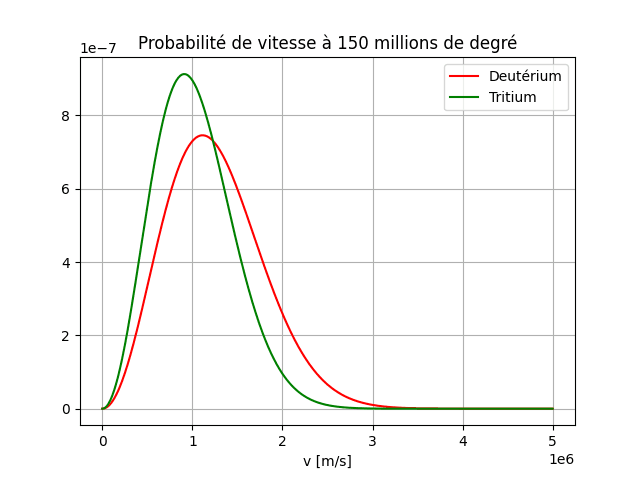 Probabilité de vitesse à 150 millions de degré
1e−7
Deutérium
Tritium
8
6
4
2
0
0
1
2
3
4
5
1e6
v [m/s]